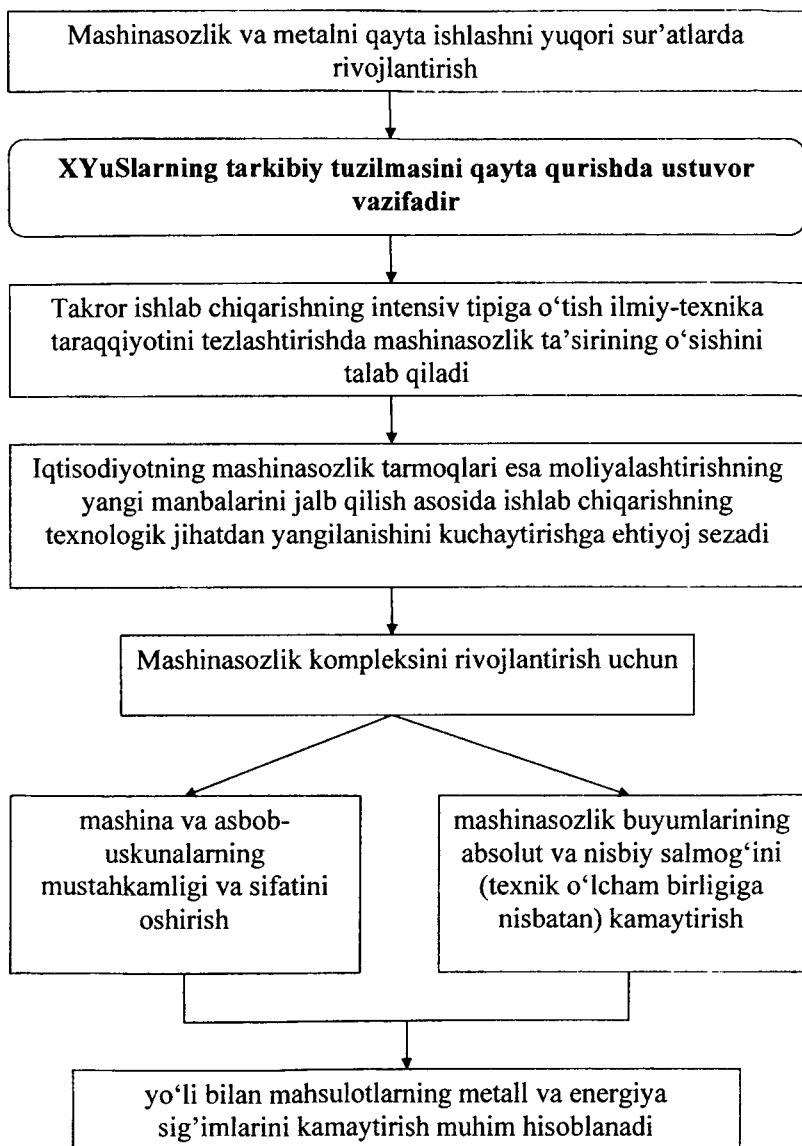 Mashinasozlik va metalni qayta ishlashni yuqori sur’atlarda
rivojlantirish
XYuSlarning tarkibiy tuzilmasini qayta qurishda ustuvor
vazifadir
Takror ishlab chiqarishning intensiv tipiga o‘tish ilmiy-texnika
taraqqiyotini tezlashtirishda mashinasozlik ta’sirining o‘sishini
talab qiladi
Iqtisodiyotning mashinasozlik tarmoqlari esa moliyalashtirishning
yangi manbalarini jalb qilish asosida ishlab chiqarishning
texnologik jihatdan yangilanishini kuchaytirishga ehtiyoj sezadi
Mashinasozlik kompleksini rivojlantirish uchun
mashina va asbob-
uskunalarning
mustahkamligi va sifatini
oshirish
mashinasozlik buyumlarining
absolut va nisbiy salmog‘ini
(texnik o‘lcham birligiga
nisbatan) kamaytirish
yo‘li bilan mahsulotlarning metall va energiya
sig’imlarini kamaytirish muhim hisoblanadi